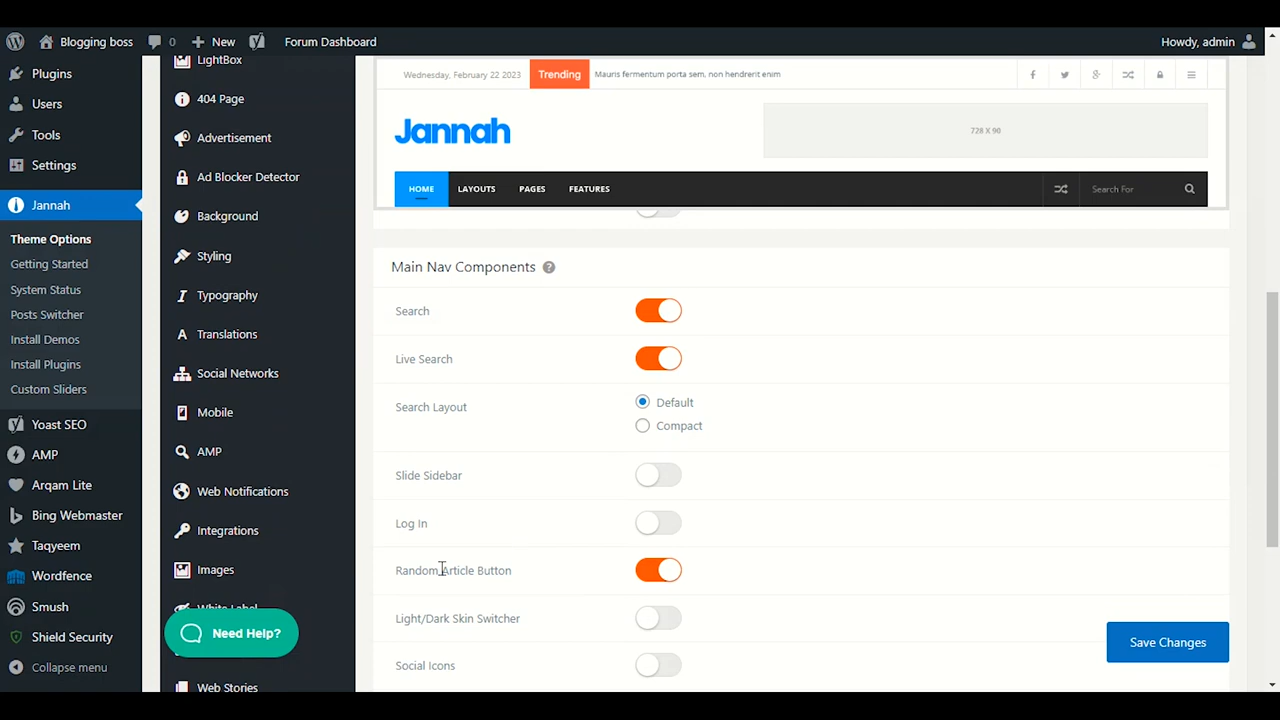 Blogging boss
0
New
Forum Dashboard
Howdy, admin
Plugins
Users
Tools
Settings
Jannah
Theme Options
Getting Started
System Status
Posts Switcher
Install Demos
Install Plugins
Custom Sliders
Yoast SEO
AMP
Arqam Lite
Bing Webmaster
Taqyeem
Wordfence
Smush
Shield Security
Collapse menu
LightBox
404 Page
Advertisement
Ad Blocker Detector
Background
Styling
Typography
Translations
Social Networks
Mobile
AMP
Web Notifications
Integrations
Images
White Label
Need Help?
Web Stories
Wednesday, February 22 2023
Trending
Mauris fermentum porta sem, non hendrerit enim
Jannah
728 X 90
HOME
LAYOUTS
PAGES
FEATURES
Search For
Main Nav Components
Search
Live Search
Search Layout
Default
Compact
Slide Sidebar
Log In
Random Article Button
Light/Dark Skin Switcher
Social Icons
Save Changes